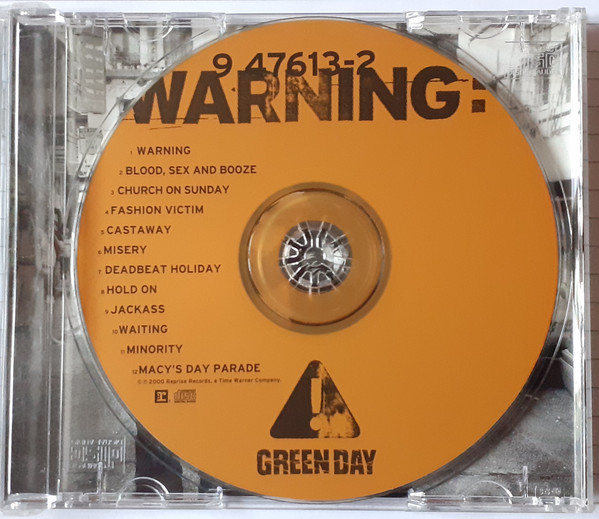 9 47613-2
WARNING:
1 WARNING
2 BLOOD, SEX AND BOOZE
3 CHURCH ON SUNDAY
4 FASHION VICTIM
5 CASTAWAY
6 MISERY
7 DEADBEAT HOLIDAY
8 HOLD ON
9 JACKASS
10 WAITING
11 MINORITY
12 MACY'S DAY PARADE
©℗ 2000 Reprise Records, a Time Warner Company.
!
GREEN DAY